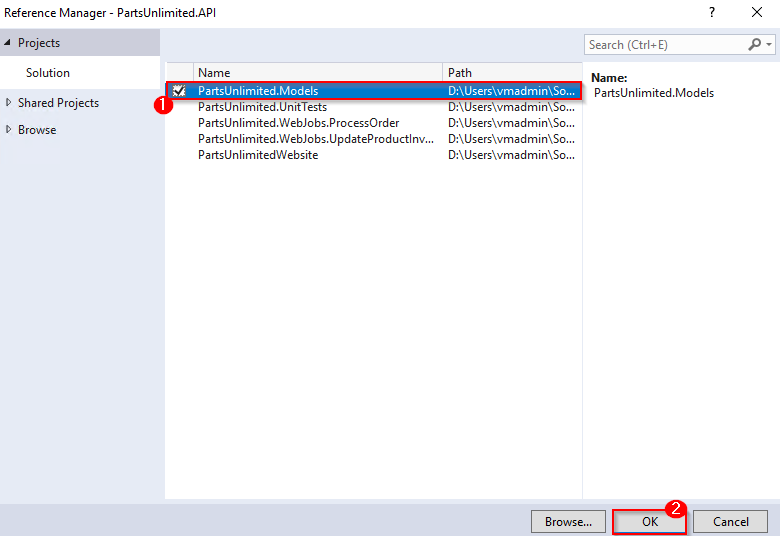 Reference Manager - PartsUnlimited.API ?
Projects
Search (Ctrl+E)
Solution
Shared Projects
Browse
Name Path
PartsUnlimited.Models D:\Users\vmadmin\So...
PartsUnlimited.UnitTests D:\Users\vmadmin\So...
PartsUnlimited.WebJobs.ProcessOrder D:\Users\vmadmin\So...
PartsUnlimited.WebJobs.UpdateProductInv... D:\Users\vmadmin\So...
PartsUnlimitedWebsite D:\Users\vmadmin\So...
1
Name:
PartsUnlimited.Models
2
Browse... OK Cancel